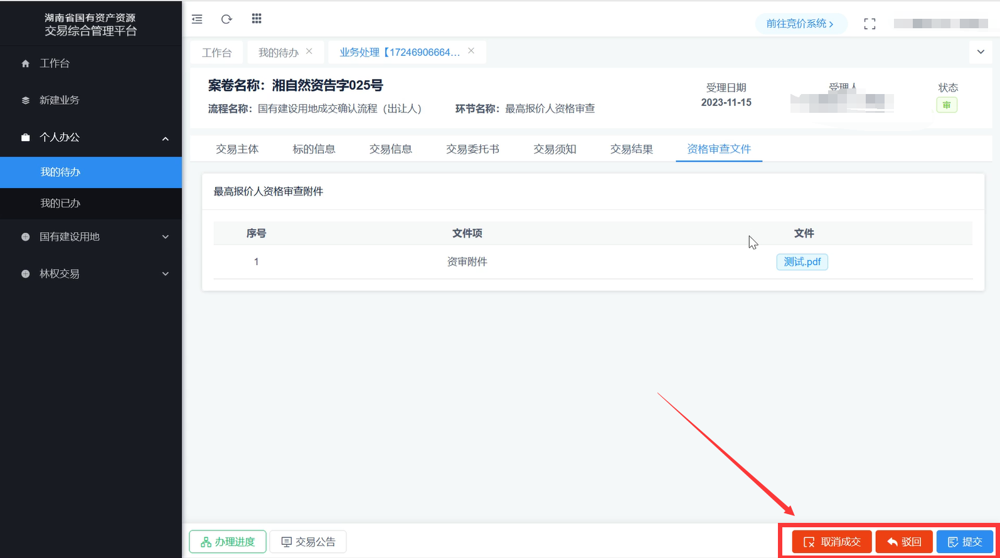 湖南省国有资产资源
交易综合管理平台
工作台
新建业务
个人办公
我的待办
我的已办
国有建设用地
林权交易
前往竞价系统
工作台
我的待办
业务处理【17246906664...
案卷名称：湘自然资告字025号
流程名称：国有建设用地成交确认流程（出让人） 环节名称：最高报价人资格审查
受理日期
2023-11-15
受理人
状态
审
交易主体 标的信息 交易信息 交易委托书 交易须知 交易结果 资格审查文件
最高报价人资格审查附件
序号 文件项 文件
1 资审附件 测试.pdf
办理进度 交易公告 取消成交 驳回 提交